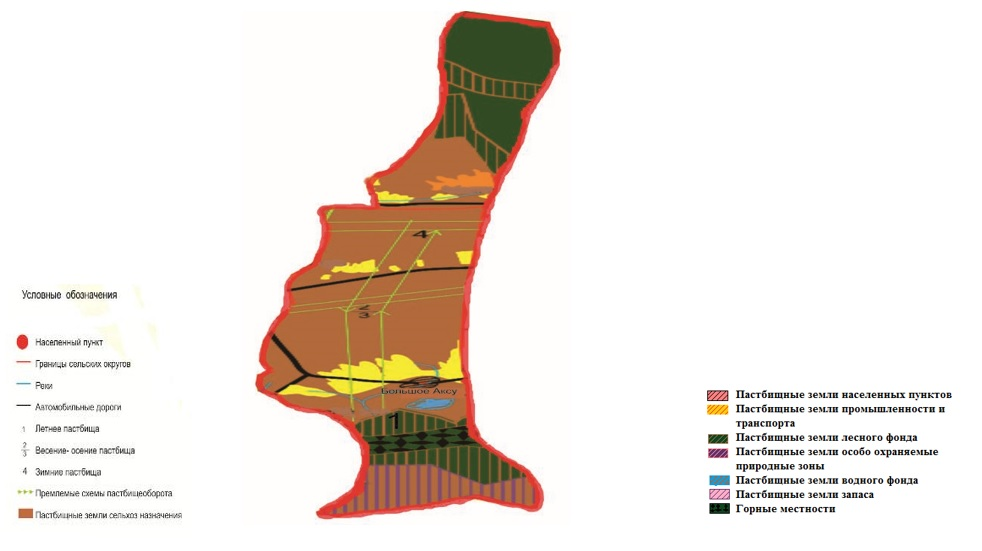 4
2
3
Большое Аксу
1
Условные обозначения
Населенный пункт
Границы сельских округов
Реки
Автомобильные дороги
1 Летнее пастбища
2
3 Весение- осение пастбища
4 Зимние пастбища
Премлемые схемы пастбищеоборота
Пастбищные земли сельхоз назначения
Пастбищные земли населенных пунктов
Пастбищные земли промышленности и
транспорта
Пастбищные земли лесного фонда
Пастбищные земли особо охраняемые
природные зоны
Пастбищные земли водного фонда
Пастбищные земли запаса
Горные местности